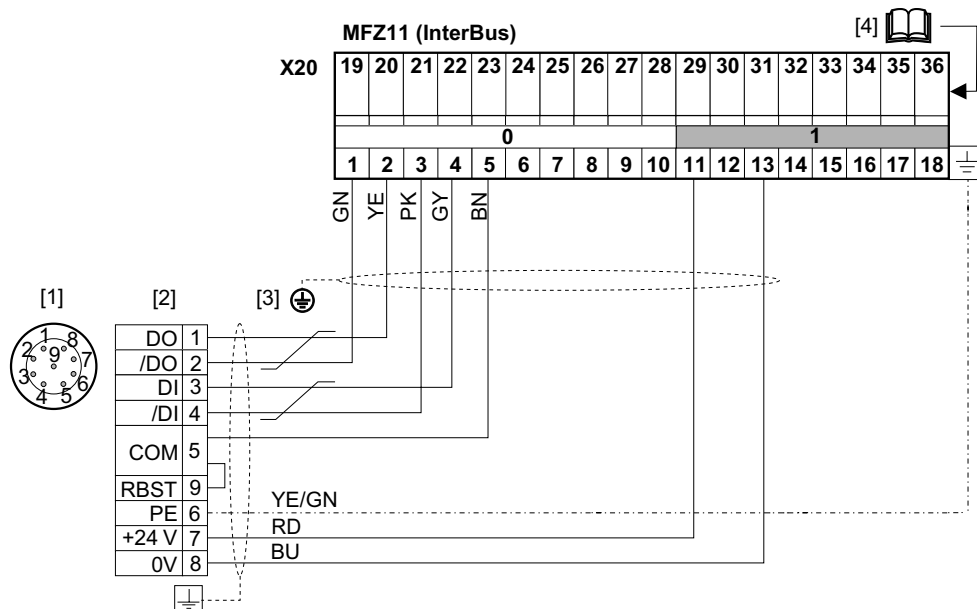 MFZ11 (InterBus)
[4]
X20 19 20 21 22 23 24 25 26 27 28 29 30 31 32 33 34 35 36
0 1
1 2 3 4 5 6 7 8 9 10 11 12 13 14 15 16 17 18
GN YE PK GY BN
[1] [2] [3]
1 2 3 4 5 6 7 8 9
DO 1
/DO 2
DI 3
/DI 4
COM 5
RBST 9
PE 6 YE/GN
+24 V 7 RD
0V 8 BU